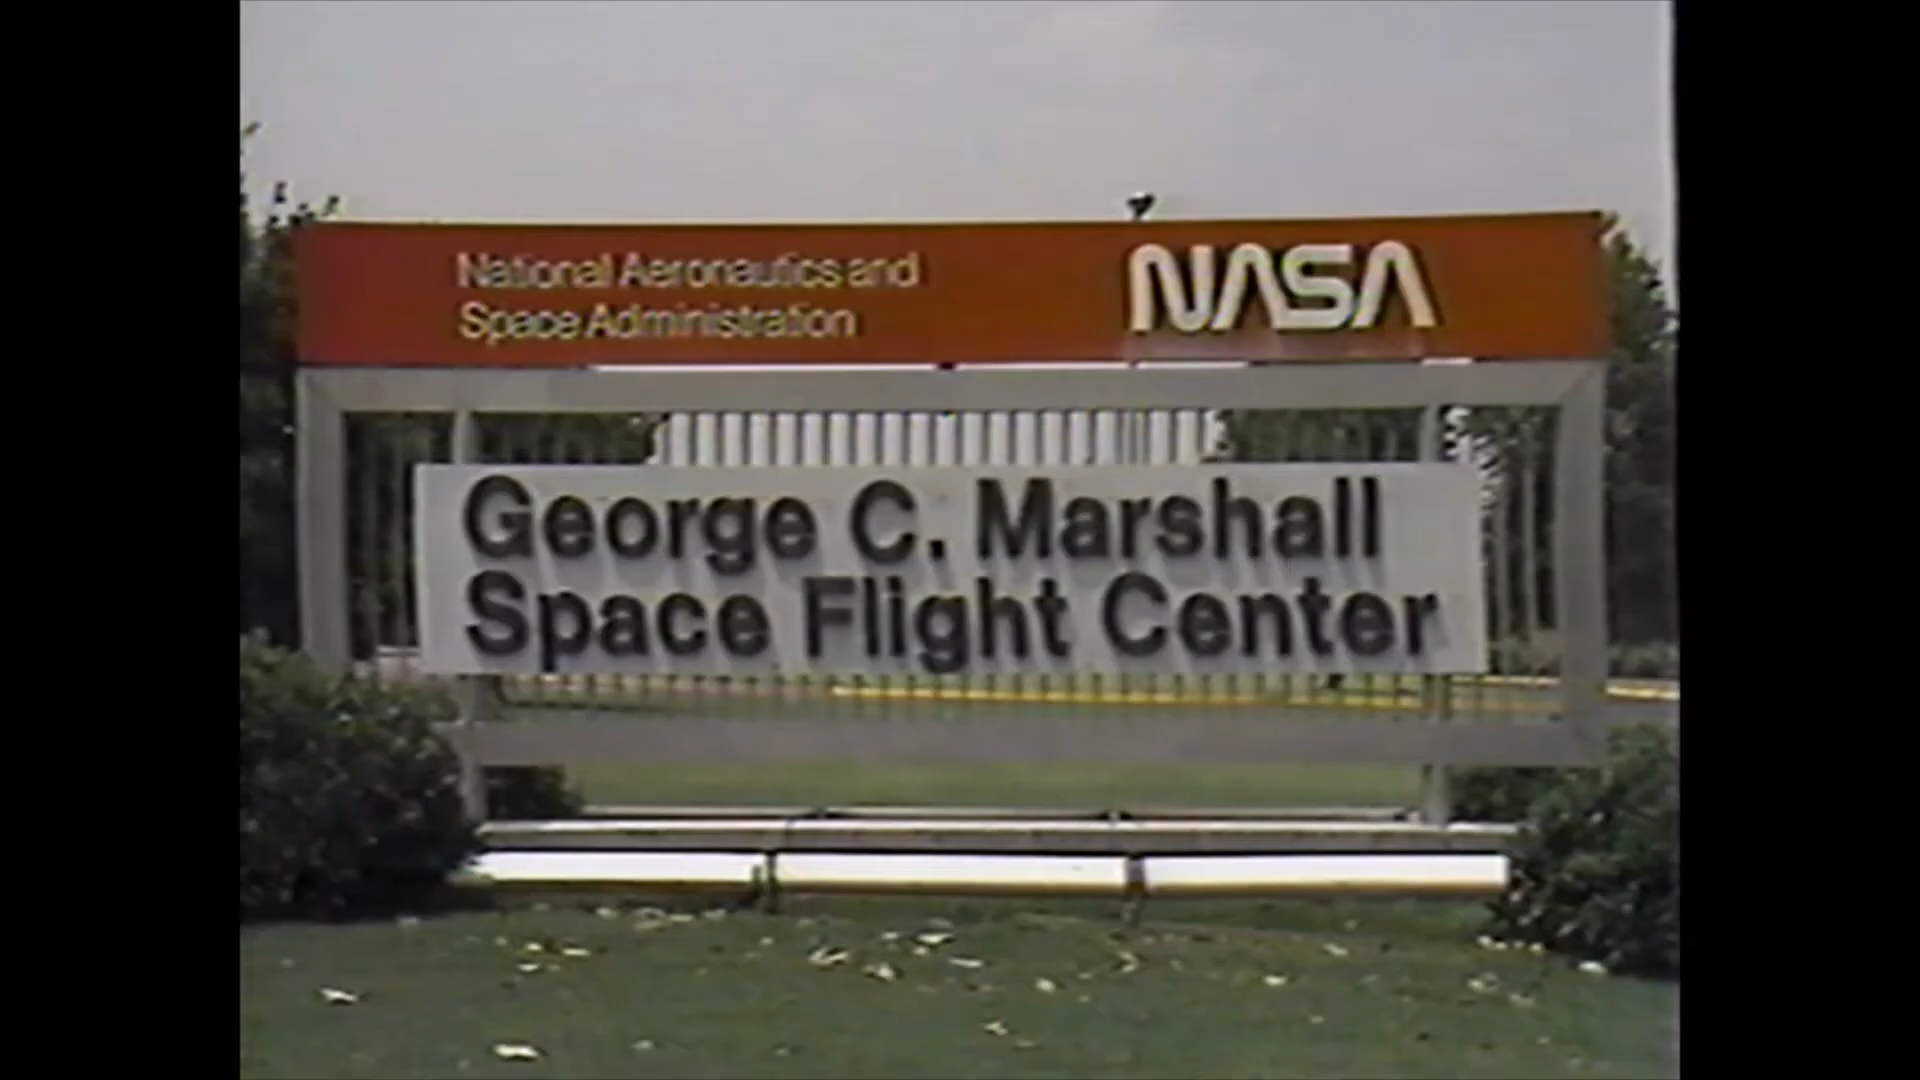 National Aeronautics and
Space Administration
NASA
George C. Marshall
Space Flight Center